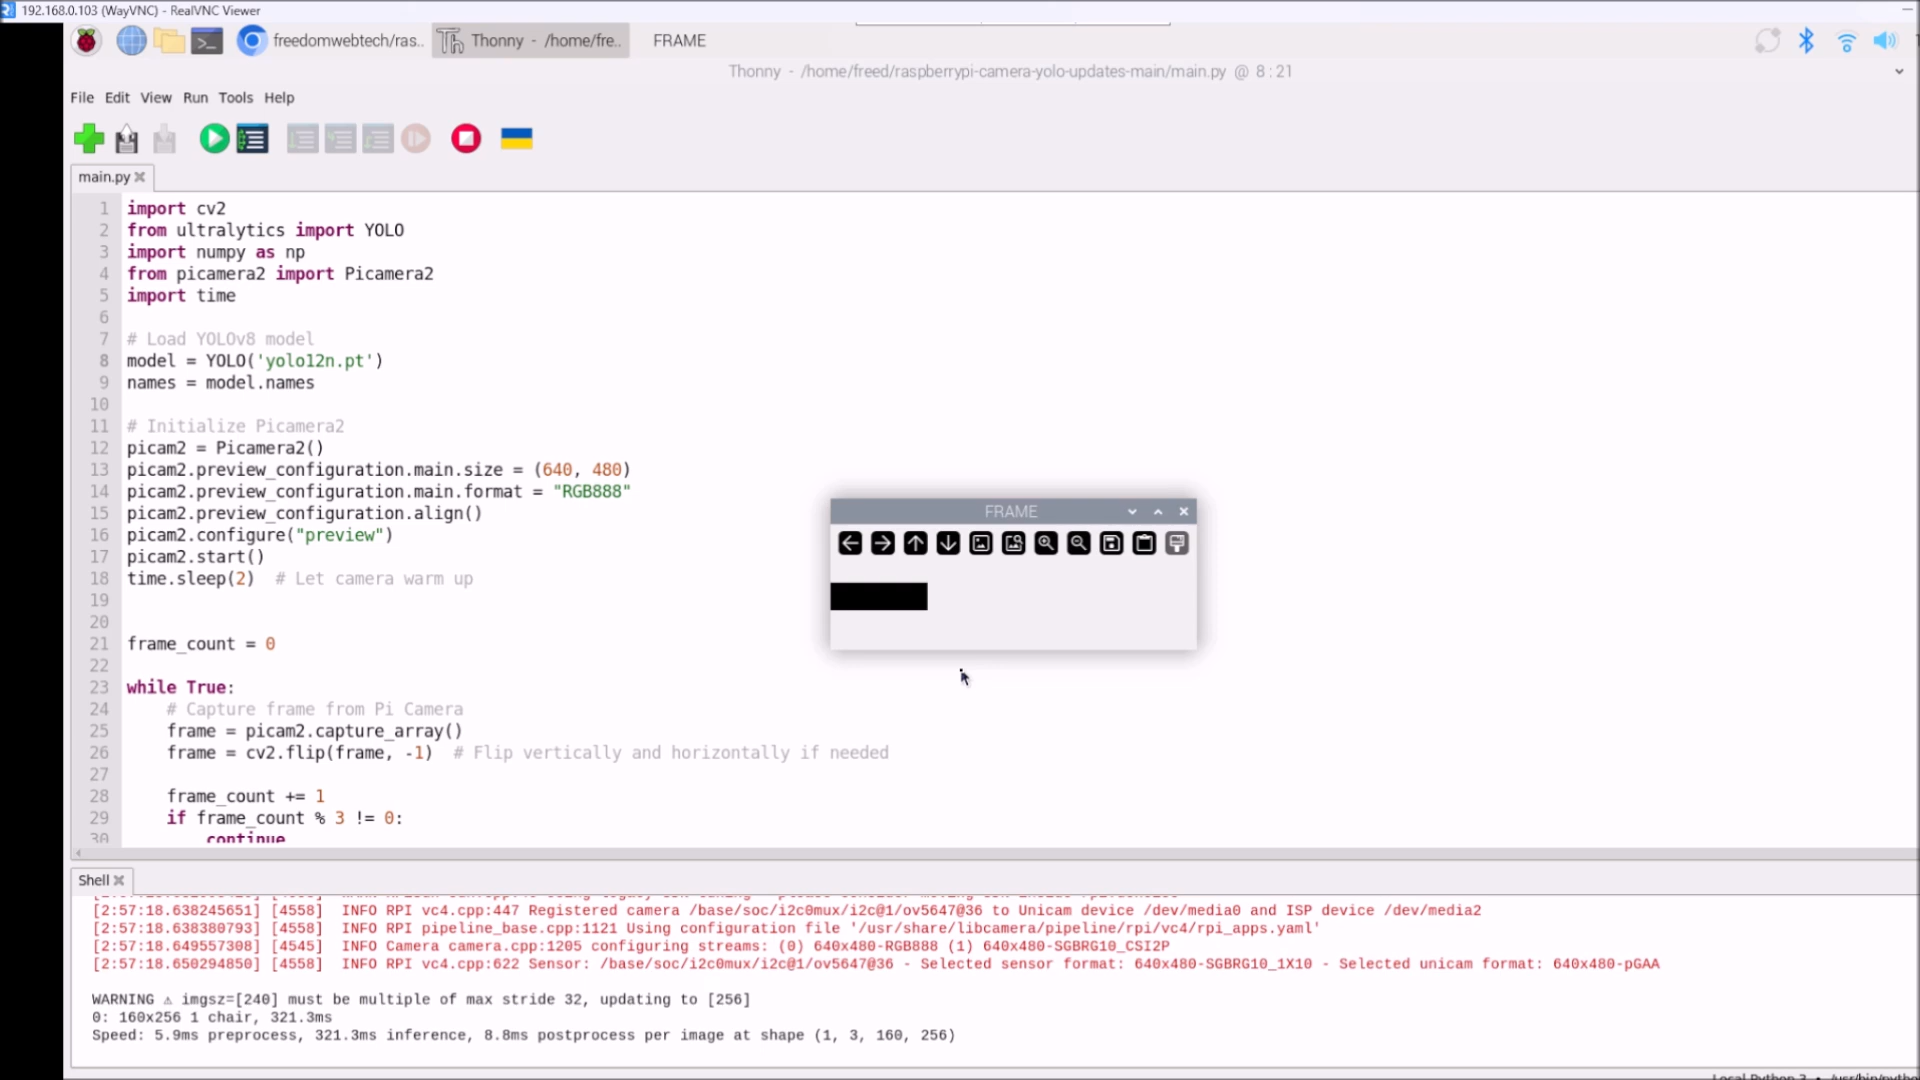 192.168.0.103 (WayVNC) - RealVNC Viewer
freedomwebtech/ras..
Thonny - /home/fre..
FRAME
Thonny - /home/freed/raspberrypi-camera-yolo-updates-main/main.py @ 8:21
File Edit View Run Tools Help
main.py
1 import cv2
2 from ultralytics import YOLO
3 import numpy as np
4 from picamera2 import Picamera2
5 import time
6
7 # Load YOLOv8 model
8 model = YOLO('yolo12n.pt')
9 names = model.names
10
11 # Initialize Picamera2
12 picam2 = Picamera2()
13 picam2.preview_configuration.main.size = (640, 480)
14 picam2.preview_configuration.main.format = "RGB888"
15 picam2.preview_configuration.align()
16 picam2.configure("preview")
17 picam2.start()
18 time.sleep(2)  # Let camera warm up
19
20
21 frame_count = 0
22
23 while True:
24     # Capture frame from Pi Camera
25     frame = picam2.capture_array()
26     frame = cv2.flip(frame, -1)  # Flip vertically and horizontally if needed
27
28     frame_count += 1
29     if frame_count % 3 != 0:
30         continue
FRAME
Shell
[2:57:18.638245651] [4558]  INFO RPI vc4.cpp:447 Registered camera /base/soc/i2c0mux/i2c@1/ov5647@36 to Unicam device /dev/media0 and ISP device /dev/media2
[2:57:18.638380793] [4558]  INFO RPI pipeline_base.cpp:1121 Using configuration file '/usr/share/libcamera/pipeline/rpi/vc4/rpi_apps.yaml'
[2:57:18.649557308] [4545]  INFO Camera camera.cpp:1205 configuring streams: (0) 640x480-RGB888 (1) 640x480-SGBRG10_CSI2P
[2:57:18.650294850] [4558]  INFO RPI vc4.cpp:622 Sensor: /base/soc/i2c0mux/i2c@1/ov5647@36 - Selected sensor format: 640x480-SGBRG10_1X10 - Selected unicam format: 640x480-pGAA
WARNING ⚠ imgsz=[240] must be multiple of max stride 32, updating to [256]
0: 160x256 1 chair, 321.3ms
Speed: 5.9ms preprocess, 321.3ms inference, 8.8ms postprocess per image at shape (1, 3, 160, 256)